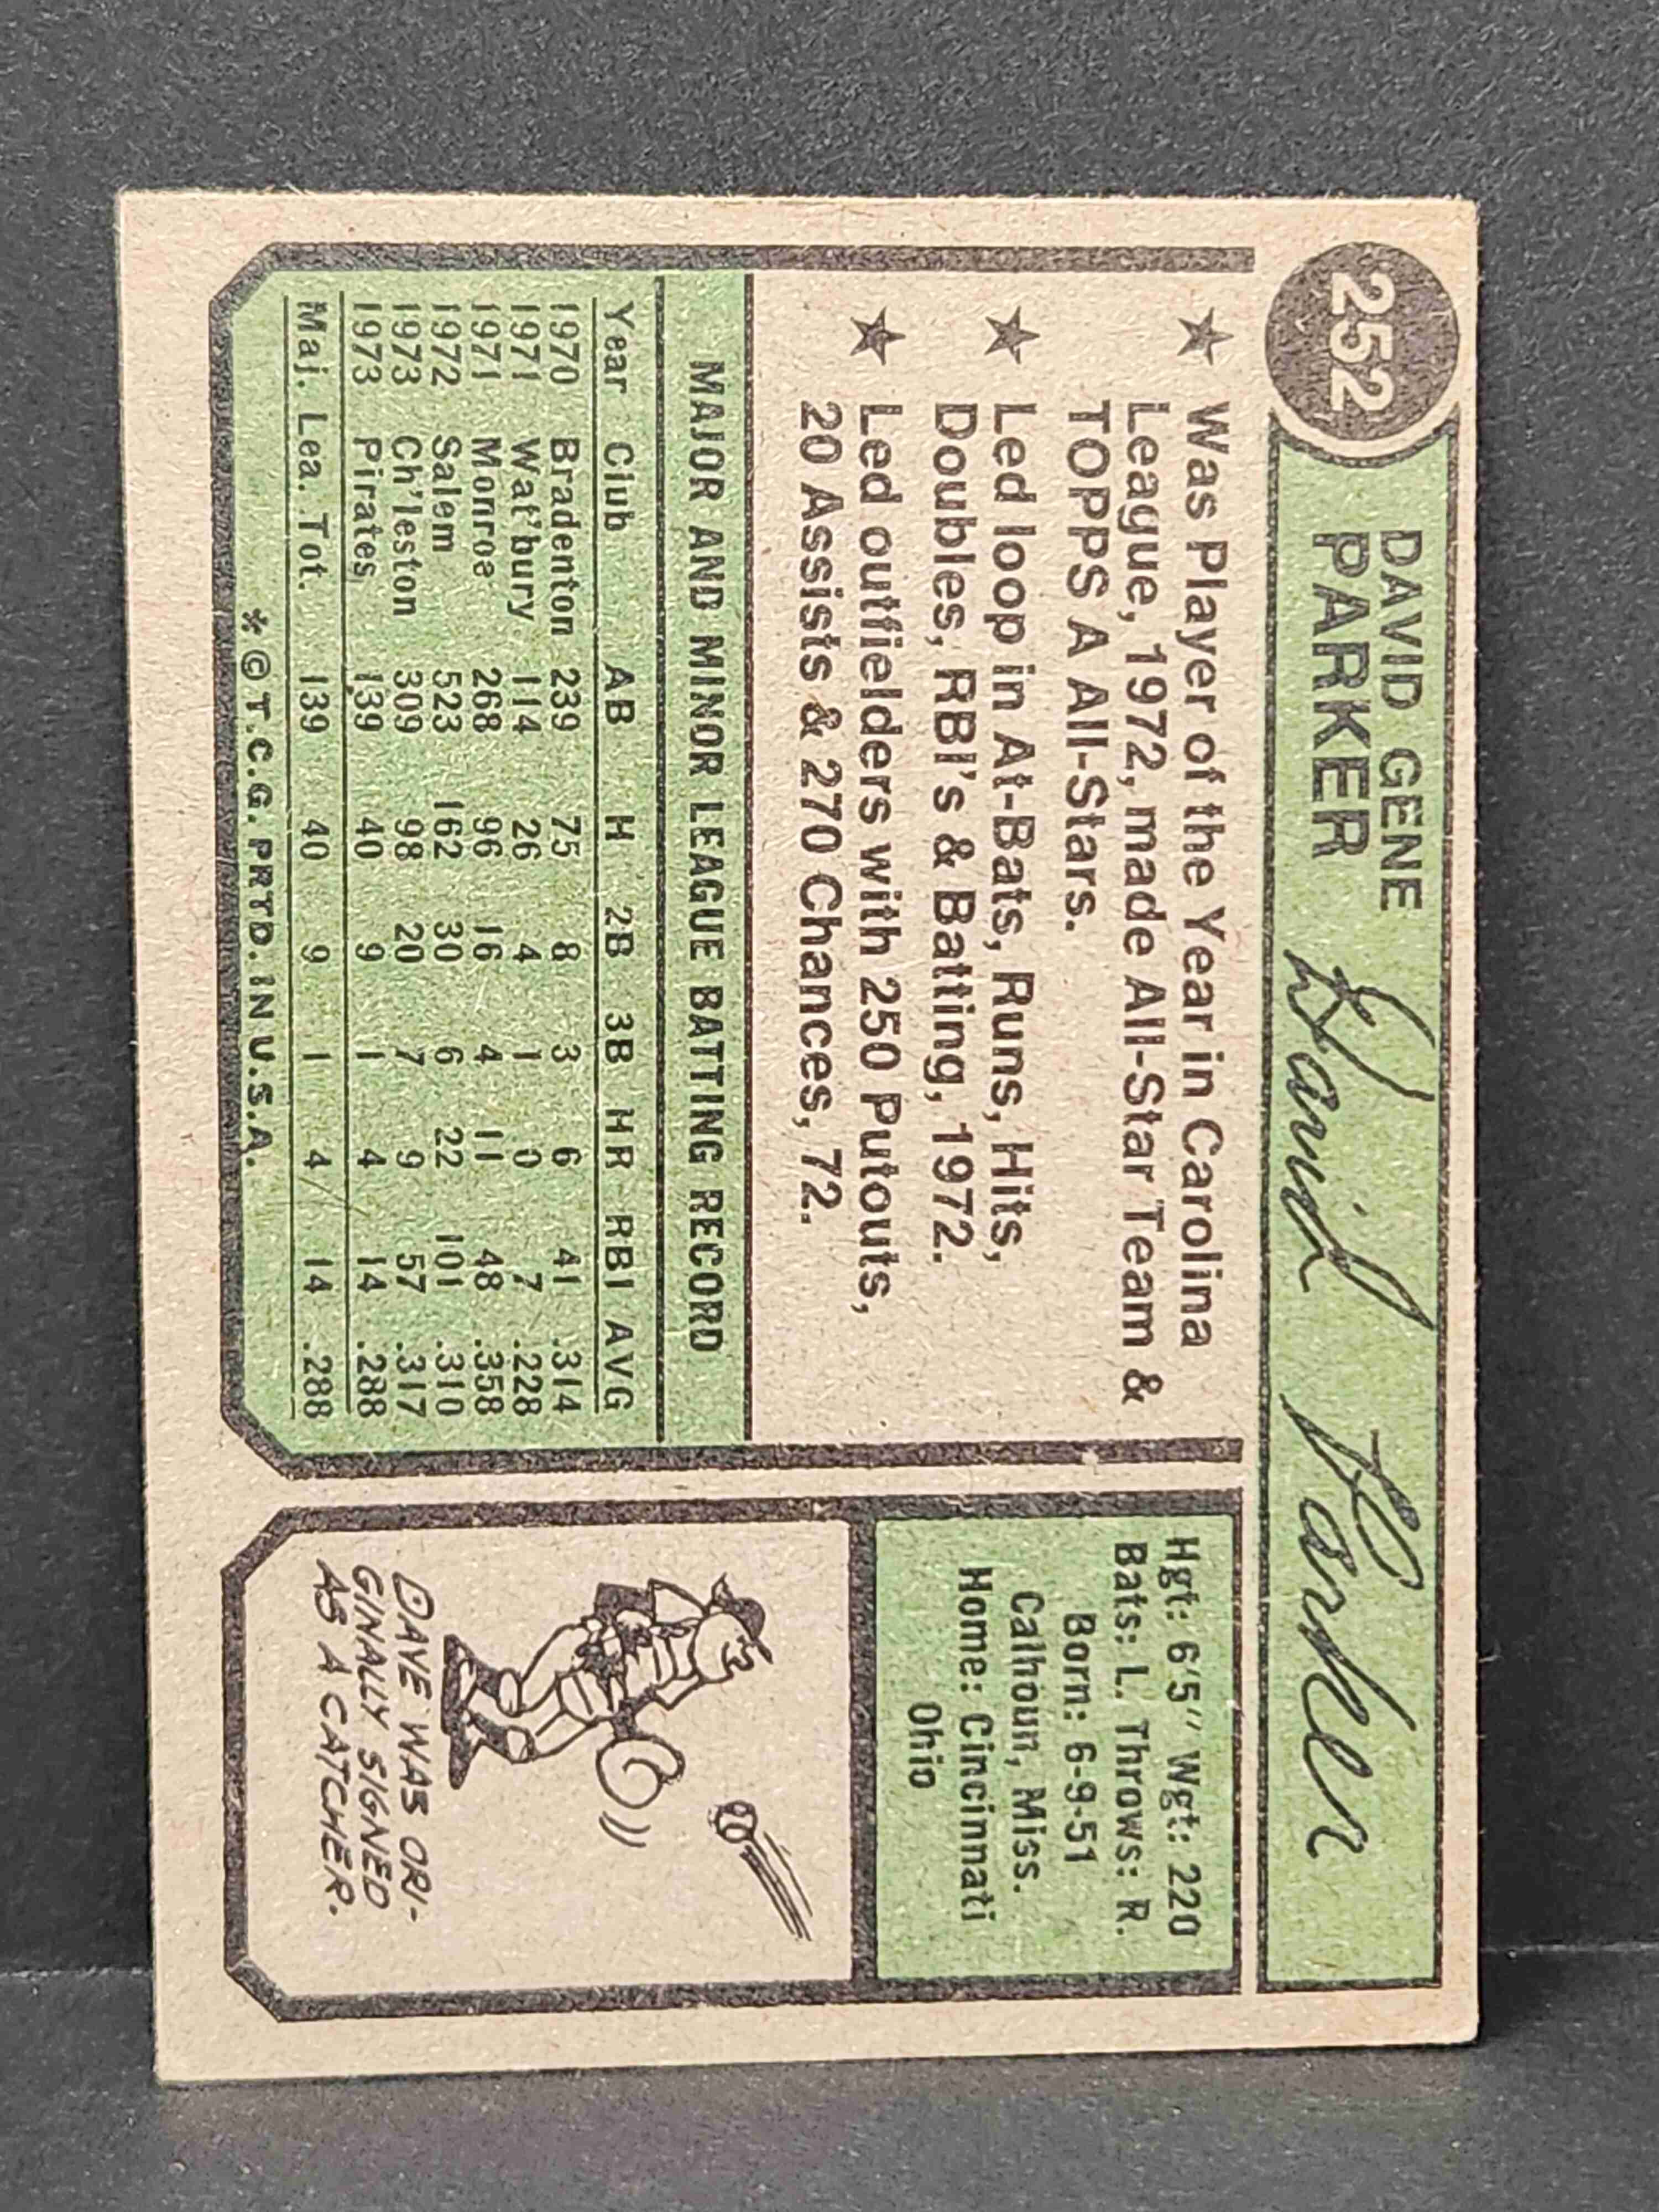 252
DAVID GENE
PARKER
David Parker
★ Was Player of the Year in Carolina
League, 1972, made All-Star Team &
TOPPS A All-Stars.
★ Led loop in At-Bats, Runs, Hits,
Doubles, RBI's & Batting, 1972.
★ Led outfielders with 250 Putouts,
20 Assists & 270 Chances, 72.
MAJOR AND MINOR LEAGUE BATTING RECORD
Year Club AB H 2B 3B HR RBI AVG
1970 Bradenton 239 75 8 3 6 41 .314
1971 Wat'bury 114 26 4 1 0 7 .228
1971 Monroe 268 96 16 4 11 48 .358
1972 Salem 523 162 30 6 22 101 .310
1973 Ch'leston 309 98 20 7 9 57 .317
1973 Pirates 139 40 9 1 4 14 .288
Maj. Lea. Tot. 139 40 9 1 4 14 .288
* © T.C.G. PRTD. IN U.S.A.
Hgt: 6'5" Wgt: 220
Bats: L. Throws: R.
Born: 6-9-51
Calhoun, Miss.
Home: Cincinnati
Ohio
DAVE WAS ORI-
GINALLY SIGNED
AS A CATCHER.